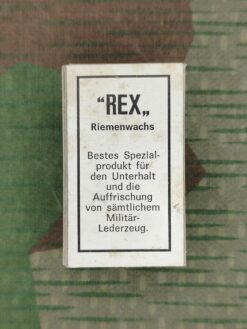 “REX„
Riemenwachs
Bestes Spezial-
produkt für
den Unterhalt
und die
Auffrischung
von sämtlichem
Militär-
Lederzeug.